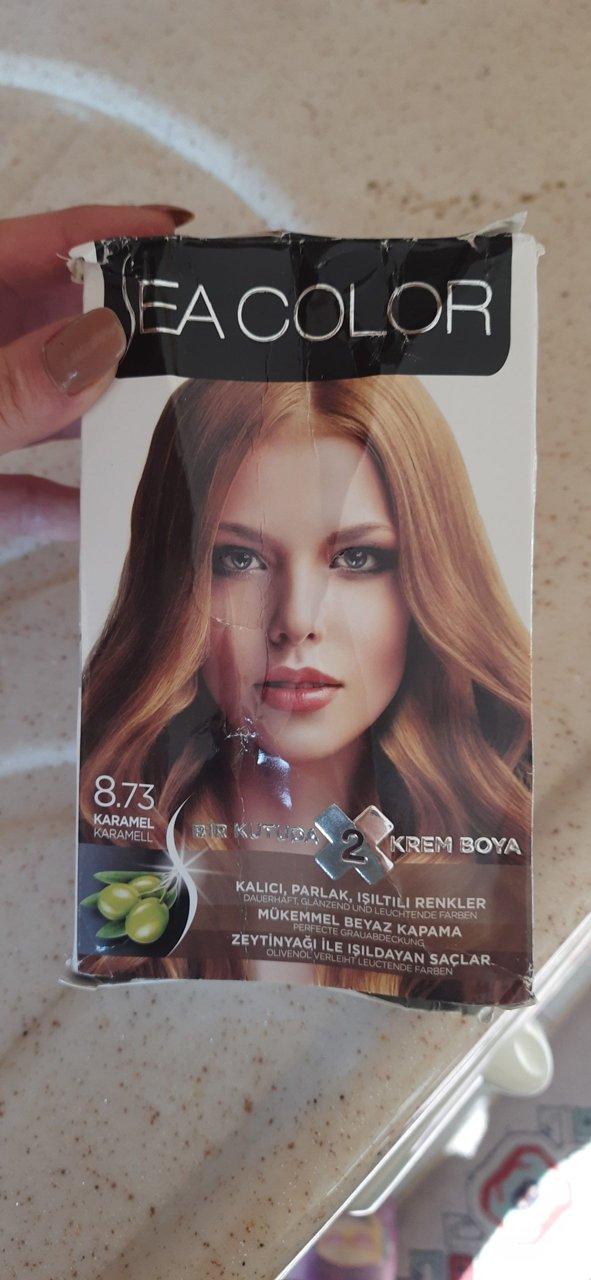 SEA COLOR
8.73
KARAMEL
KARAMELL
BİR KUTUDA 2 KREM BOYA
KALICI, PARLAK, IŞILTILI RENKLER
DAUERHAFT, GLÄNZEND UND LEUCHTENDE FARBEN
MÜKEMMEL BEYAZ KAPAMA
PERFECTE GRAUABDECKUNG
ZEYTİNYAĞI İLE IŞILDAYAN SAÇLAR
OLIVENÖL VERLEIHT LEUCTENDE FARBEN